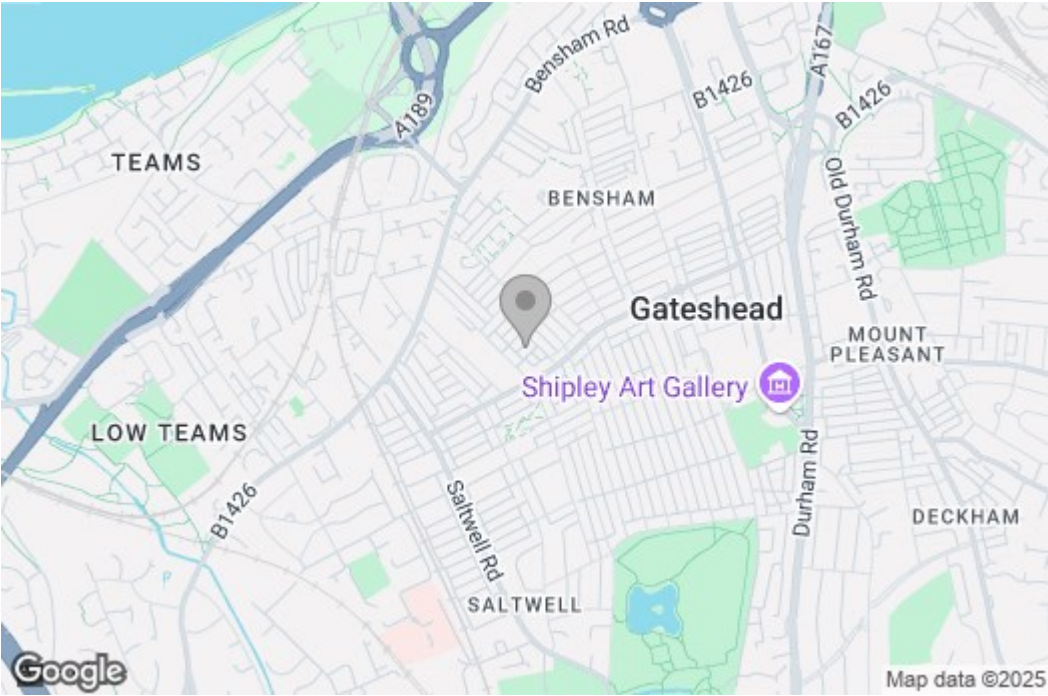 Bensham Rd
A167
B1426
B1426
A189
TEAMS
BENSHAM
Old Durham Rd
Gateshead
MOUNT
PLEASANT
Shipley Art Gallery
LOW TEAMS
Durham Rd
B1426
Saltwell Rd
DECKHAM
P
SALTWELL
Google
Map data ©2025